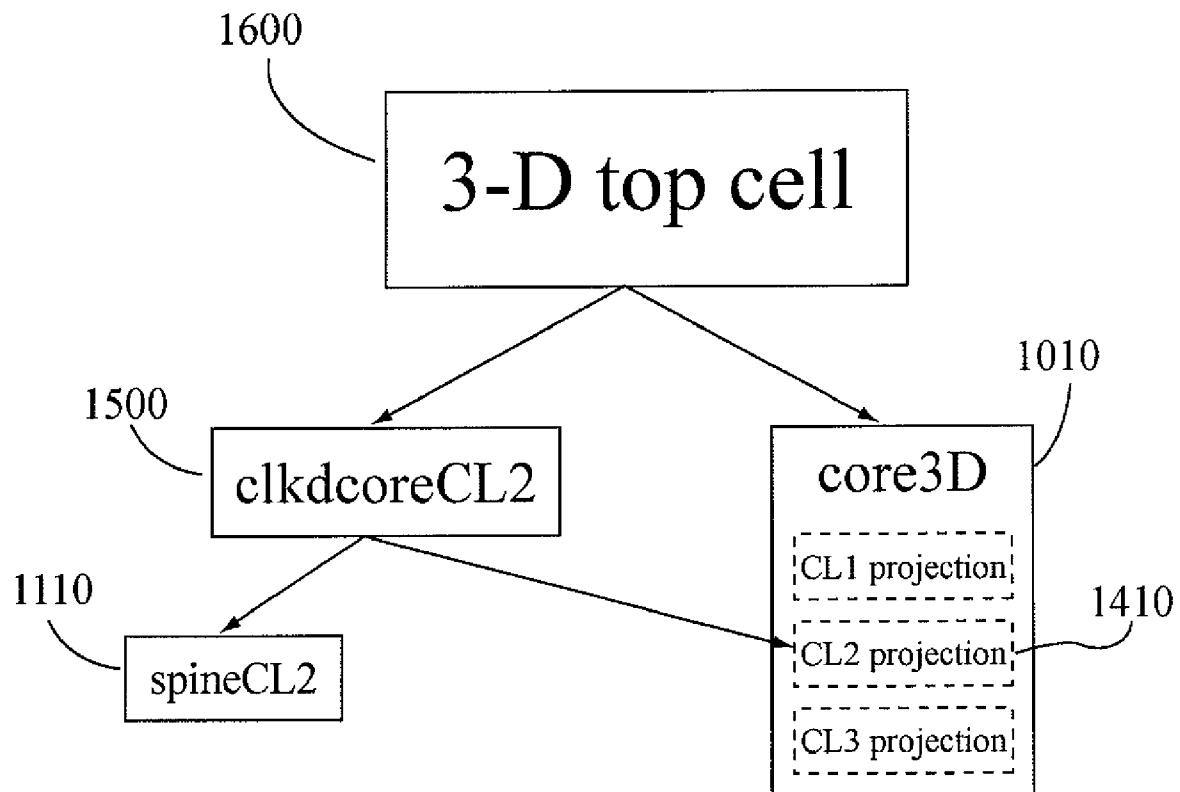 1600
3-D top cell
1010
1500
clkdcoreCL2
core3D
CL1 projection
1110
1410
spineCL2
CL2 projection
CL3 projection